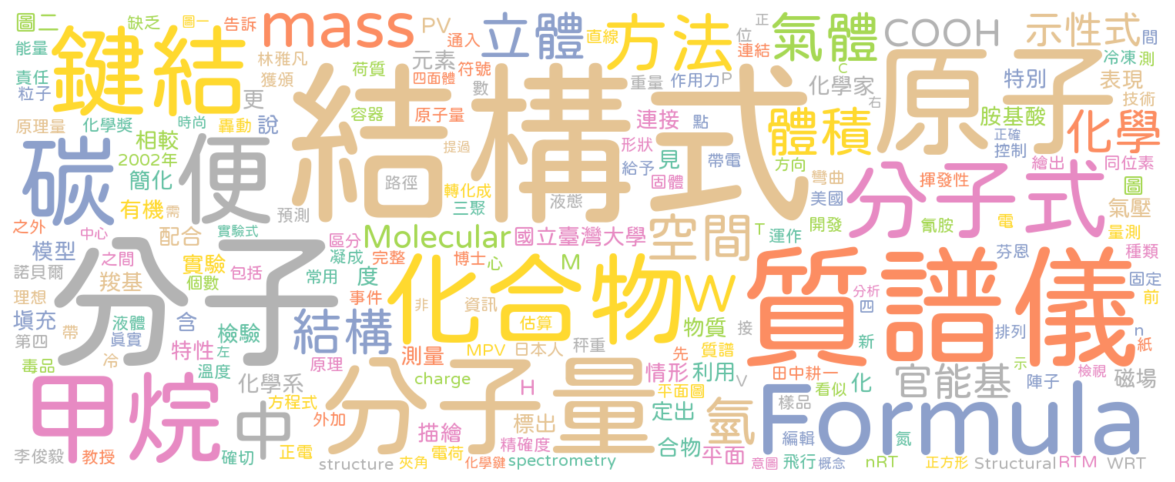 圖二 缺乏 圖一 告訴 mass PV 立體 直線 方法 氣體 正 COOH 示性式 間
能量 鍵結 林雅凡 通入 元素 位 連結 原子 冷凍 測
責任 荷質 四面體 符號 重量 作用力 P C 特別 表現
粒子 獲頒 更 結構式 數 化學家 右 技術
原理量 化學獎 時尚 轟動 說 容器 原子量 連接 點 體積 胺基酸 化學
碳 相較 便 提過 形狀 正確
2002年 見 給予 帶電 方向 控制 繪出 同位素
簡化 路徑 轉化成 固體 彎曲 分子式 揮發性 圖
有機 需 預測 三聚 液態 美國 氣壓
之外 中心 實驗式 區分 Molecular 國立臺灣大學 空間 T 開發 氰胺 電 量測
模型 之間 配合 凝成 完整 博士 心 M 運作 芬恩 種類
諾貝爾 分子 實驗 包括 常用 度 化合物 W 質譜儀 分析 固定
理想 羧基 個數 事件 非 資訊 四 前
填充 帶 液體 含 結構 估算 物質 接 新 排列 n
第四 真實 檢驗 測量 MPV 日本人 秤重 先 質譜 紙
毒品 冷 特性 左 原理 情形 利用 V 田中耕一 示 檢視
甲烷 溫度 化學系 charge 分子量 H 平面圖 看似 化 官能基 陣子 磁場
中 方程式 外加 標出 定出 氫 樣品 Formula
描繪 精確度 編輯 氮
李俊毅 教授 確切 正電 電荷 合物 平面
structure 夾角 化學鍵 spectrometry 意圖 飛行 概念 nRT 正方形 Structural RTM WRT